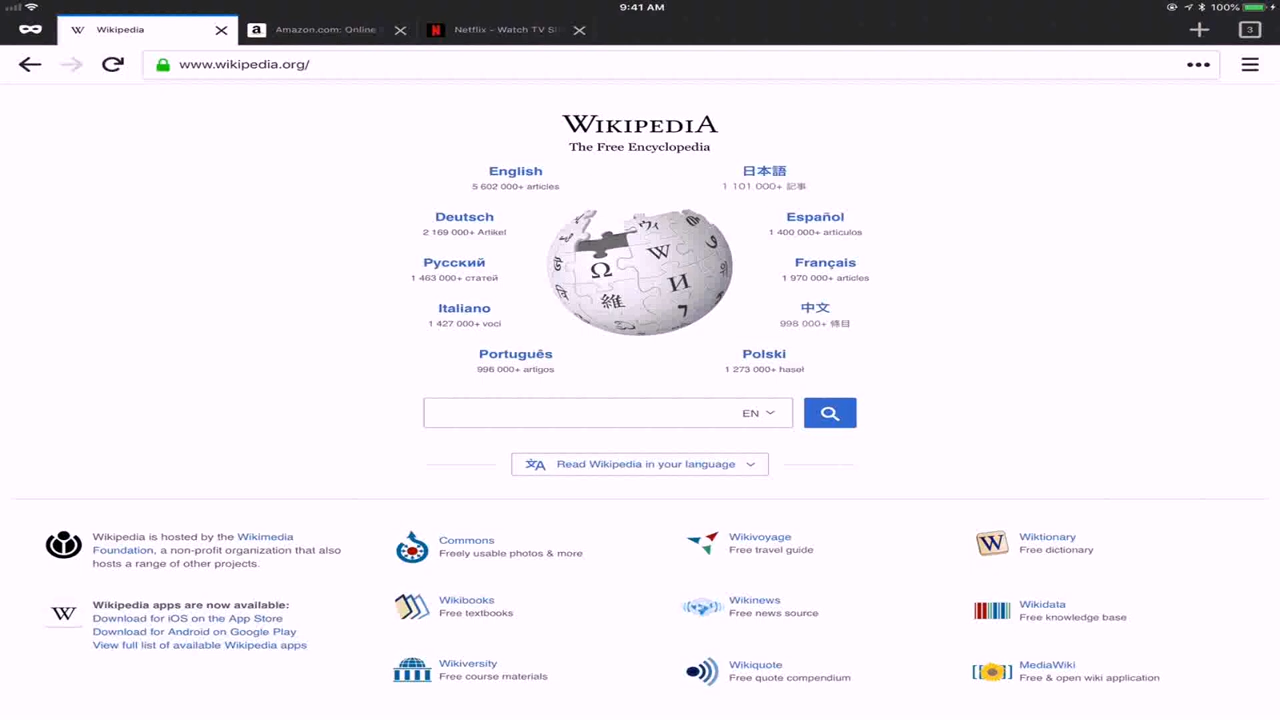 9:41 AM
100%
Wikipedia
Amazon.com: Online
Netflix - Watch TV
3
www.wikipedia.org/
WIKIPEDIA
The Free Encyclopedia
English
5 602 000+ articles
日本語
1 101 000+ 記事
Deutsch
2 169 000+ Artikel
Español
1 400 000+ artículos
Русский
1 463 000+ статей
Français
1 970 000+ articles
Italiano
1 427 000+ voci
中文
998 000+ 條目
Português
996 000+ artigos
Polski
1 273 000+ haseł
EN
Read Wikipedia in your language
Wikipedia is hosted by the Wikimedia
Foundation, a non-profit organization that also
hosts a range of other projects.
Wikipedia apps are now available:
Download for iOS on the App Store
Download for Android on Google Play
View full list of available Wikipedia apps
Commons
Freely usable photos & more
Wikivoyage
Free travel guide
Wiktionary
Free dictionary
Wikibooks
Free textbooks
Wikinews
Free news source
Wikidata
Free knowledge base
Wikiversity
Free course materials
Wikiquote
Free quote compendium
MediaWiki
Free & open wiki application